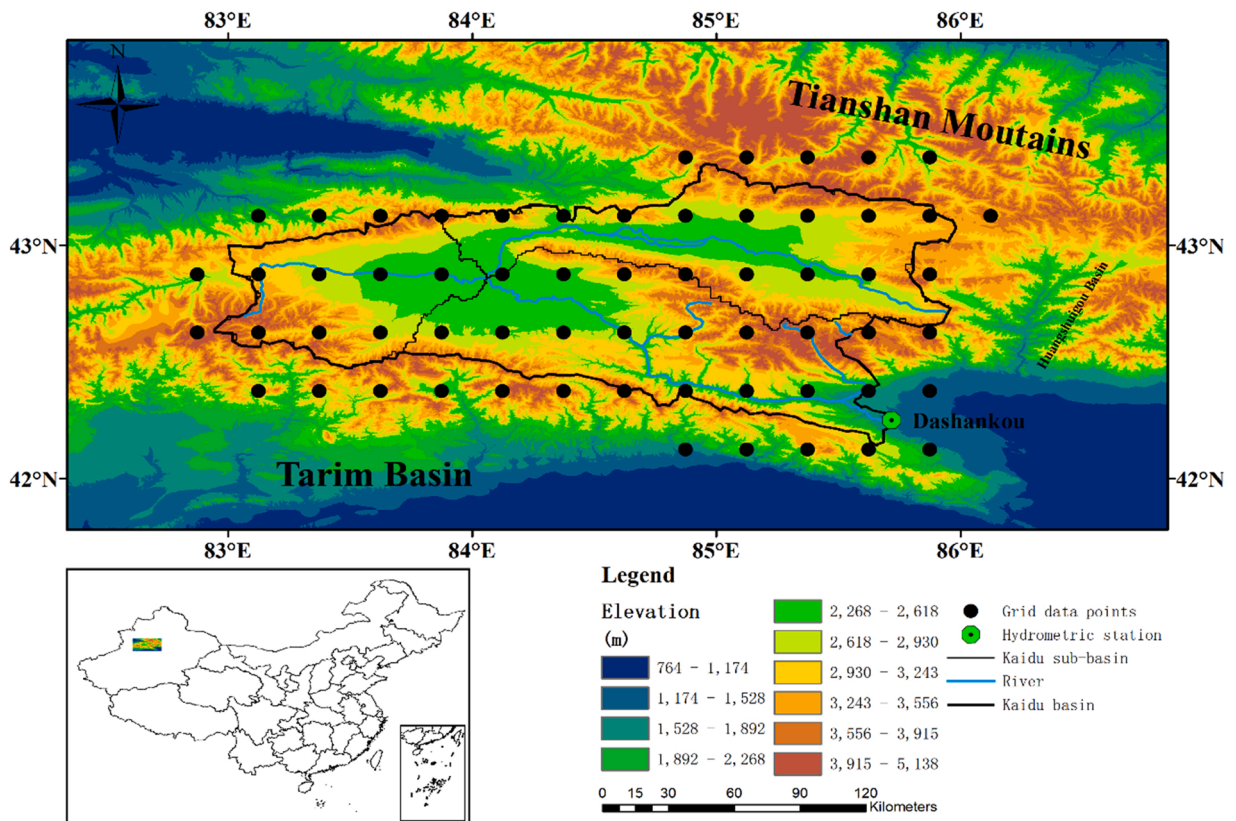 83°E 84°E 85°E 86°E
N
Tianshan Moutains
43°N 43°N
Huangshuigou Basin
Dashankou
Tarim Basin
42°N 42°N
83°E 84°E 85°E 86°E
Legend
Elevation
(m)
764 - 1,174
1,174 - 1,528
1,528 - 1,892
1,892 - 2,268
2,268 - 2,618
2,618 - 2,930
2,930 - 3,243
3,243 - 3,556
3,556 - 3,915
3,915 - 5,138
Grid data points
Hydrometric station
Kaidu sub-basin
River
Kaidu basin
0 15 30 60 90 120
Kilometers